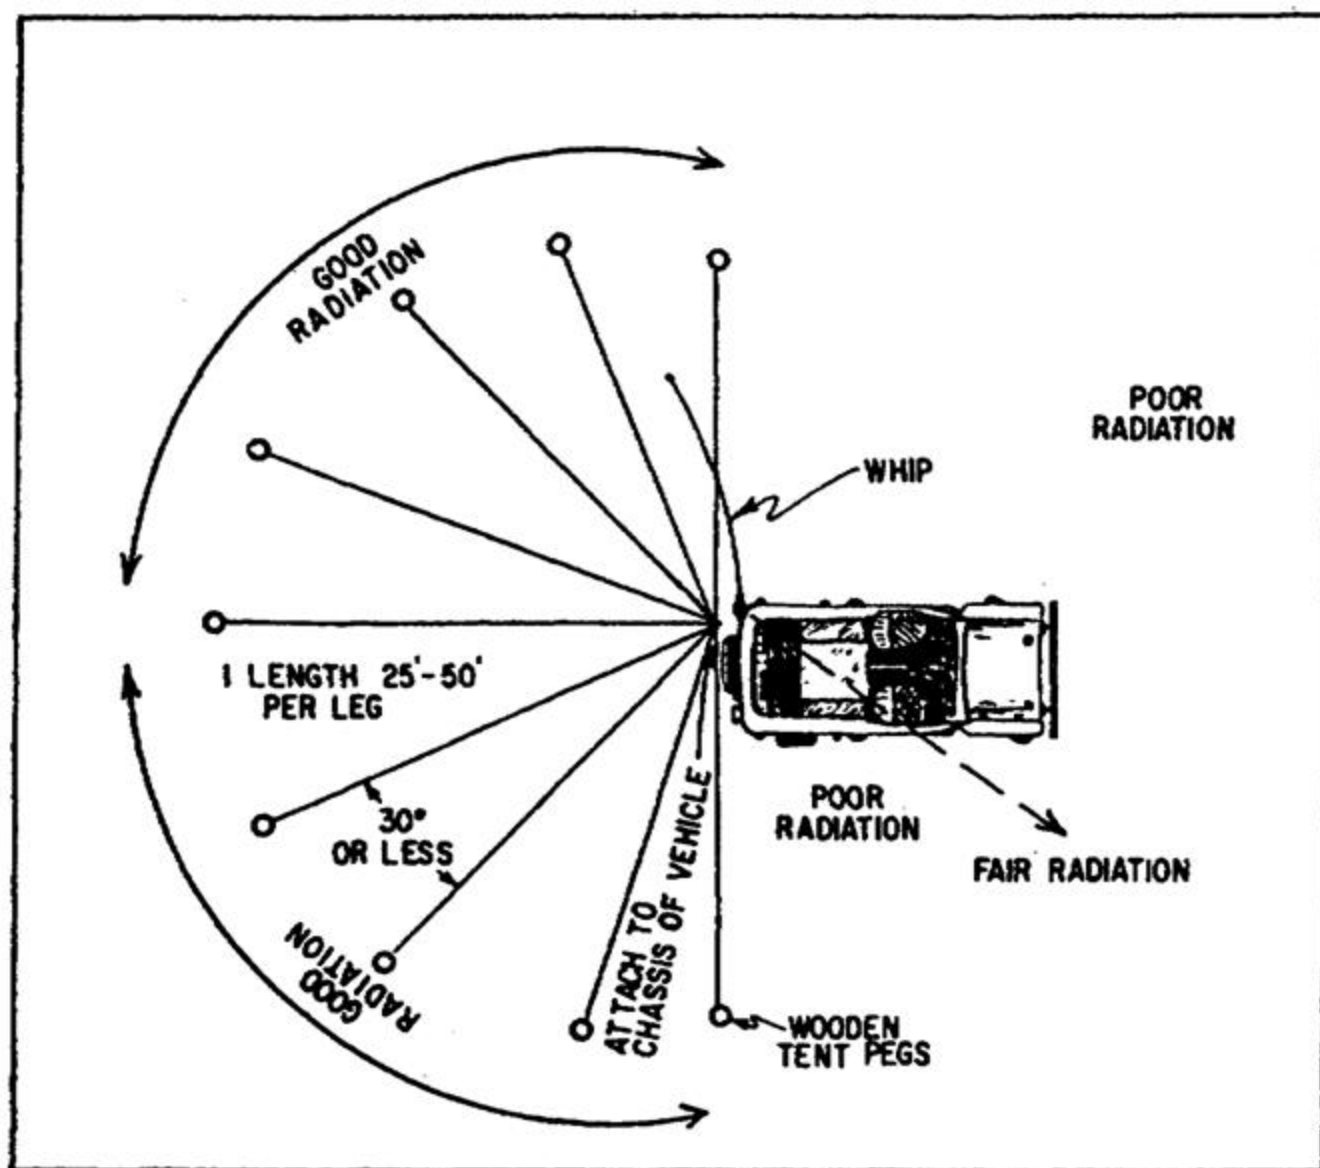 GOOD
RADIATION
POOR
RADIATION
WHIP
1 LENGTH 25'-50'
PER LEG
30°
OR LESS
POOR
RADIATION
FAIR RADIATION
GOOD
RADIATION
ATTACH TO
CHASSIS OF VEHICLE
WOODEN
TENT PEGS